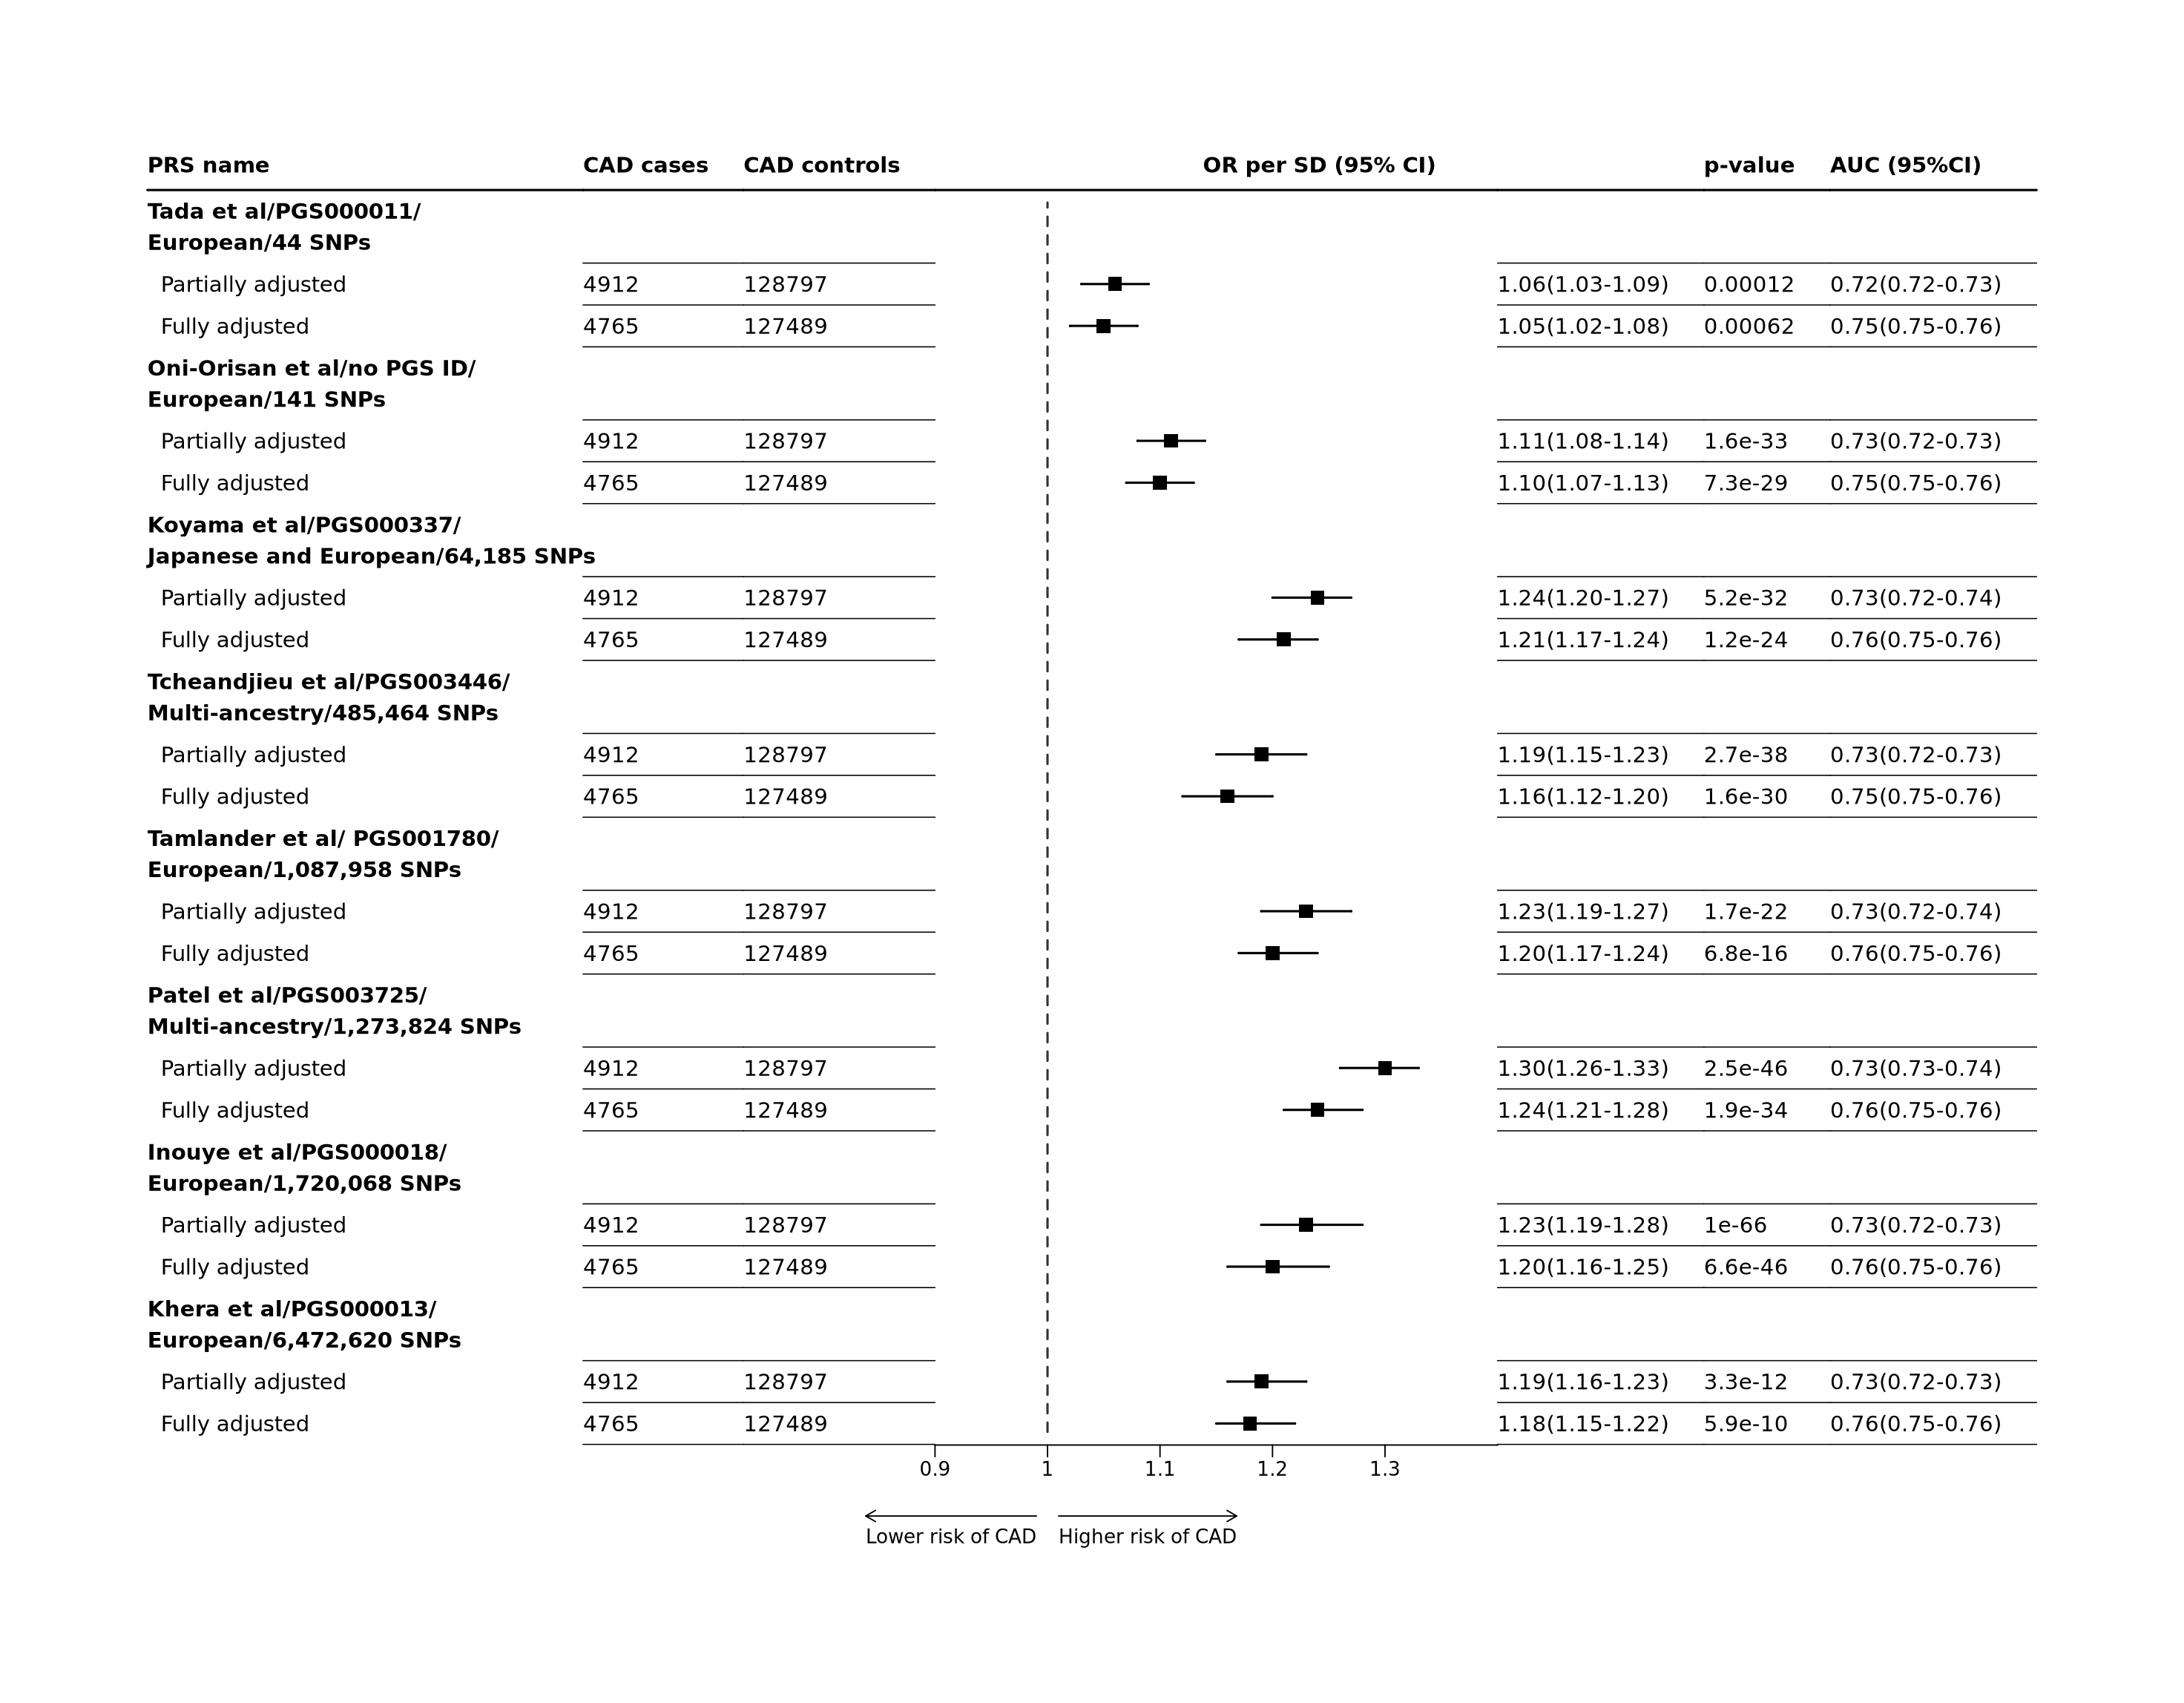 PRS name CAD cases CAD controls OR per SD (95% CI) p-value AUC (95%CI)
Tada et al/PGS000011/
European/44 SNPs
Partially adjusted 4912 128797 1.06(1.03-1.09) 0.00012 0.72(0.72-0.73)
Fully adjusted 4765 127489 1.05(1.02-1.08) 0.00062 0.75(0.75-0.76)
Oni-Orisan et al/no PGS ID/
European/141 SNPs
Partially adjusted 4912 128797 1.11(1.08-1.14) 1.6e-33 0.73(0.72-0.73)
Fully adjusted 4765 127489 1.10(1.07-1.13) 7.3e-29 0.75(0.75-0.76)
Koyama et al/PGS000337/
Japanese and European/64,185 SNPs
Partially adjusted 4912 128797 1.24(1.20-1.27) 5.2e-32 0.73(0.72-0.74)
Fully adjusted 4765 127489 1.21(1.17-1.24) 1.2e-24 0.76(0.75-0.76)
Tcheandjieu et al/PGS003446/
Multi-ancestry/485,464 SNPs
Partially adjusted 4912 128797 1.19(1.15-1.23) 2.7e-38 0.73(0.72-0.73)
Fully adjusted 4765 127489 1.16(1.12-1.20) 1.6e-30 0.75(0.75-0.76)
Tamlander et al/ PGS001780/
European/1,087,958 SNPs
Partially adjusted 4912 128797 1.23(1.19-1.27) 1.7e-22 0.73(0.72-0.74)
Fully adjusted 4765 127489 1.20(1.17-1.24) 6.8e-16 0.76(0.75-0.76)
Patel et al/PGS003725/
Multi-ancestry/1,273,824 SNPs
Partially adjusted 4912 128797 1.30(1.26-1.33) 2.5e-46 0.73(0.73-0.74)
Fully adjusted 4765 127489 1.24(1.21-1.28) 1.9e-34 0.76(0.75-0.76)
Inouye et al/PGS000018/
European/1,720,068 SNPs
Partially adjusted 4912 128797 1.23(1.19-1.28) 1e-66 0.73(0.72-0.73)
Fully adjusted 4765 127489 1.20(1.16-1.25) 6.6e-46 0.76(0.75-0.76)
Khera et al/PGS000013/
European/6,472,620 SNPs
Partially adjusted 4912 128797 1.19(1.16-1.23) 3.3e-12 0.73(0.72-0.73)
Fully adjusted 4765 127489 1.18(1.15-1.22) 5.9e-10 0.76(0.75-0.76)
0.9 1 1.1 1.2 1.3
Lower risk of CAD Higher risk of CAD